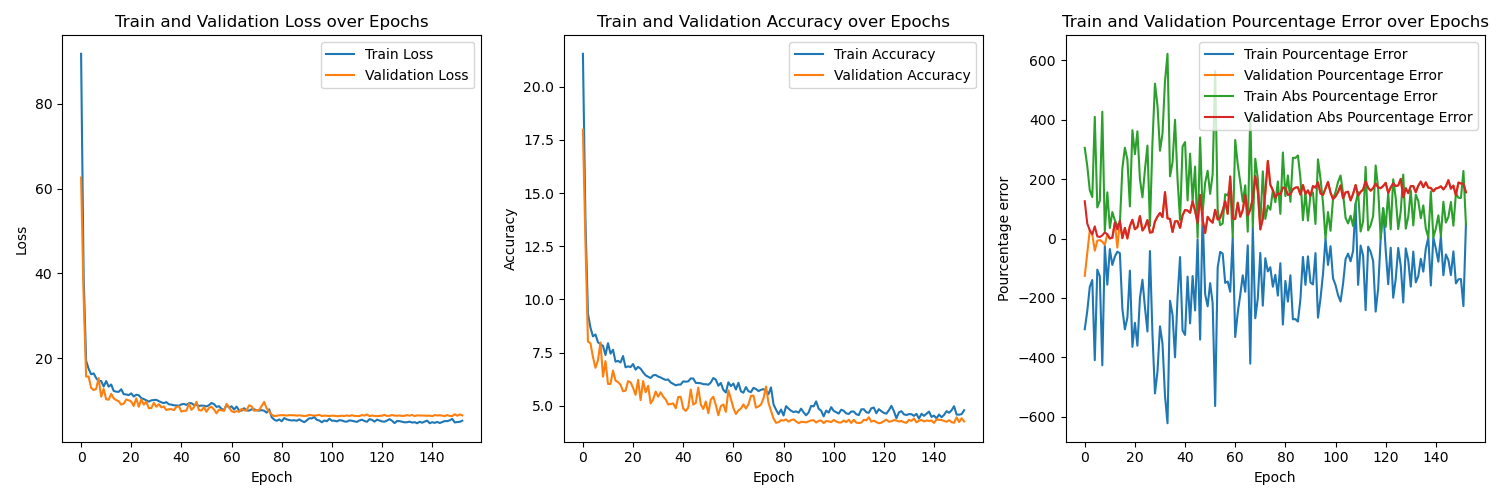 Train and Validation Loss over Epochs
Loss
80
60
40
20
0 20 40 60 80 100 120 140
Epoch
Train Loss
Validation Loss
Train and Validation Accuracy over Epochs
Accuracy
20.0
17.5
15.0
12.5
10.0
7.5
5.0
0 20 40 60 80 100 120 140
Epoch
Train Accuracy
Validation Accuracy
Train and Validation Pourcentage Error over Epochs
Pourcentage error
600
400
200
0
−200
−400
−600
0 20 40 60 80 100 120 140
Epoch
Train Pourcentage Error
Validation Pourcentage Error
Train Abs Pourcentage Error
Validation Abs Pourcentage Error